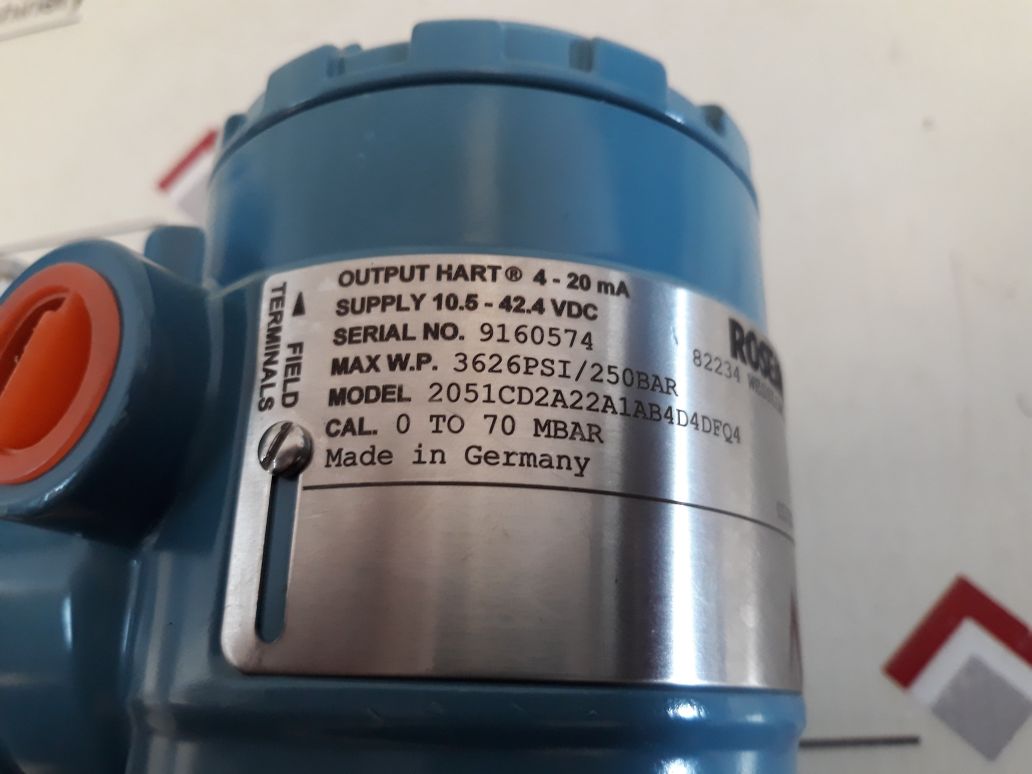 OUTPUT HART® 4 - 20 mA
SUPPLY 10.5 - 42.4 VDC
SERIAL NO. 9160574
MAX W.P. 3626PSI/250BAR
MODEL 2051CD2A22A1AB4D4DFQ4
CAL. 0 TO 70 MBAR
Made in Germany
FIELD
TERMINALS
82234